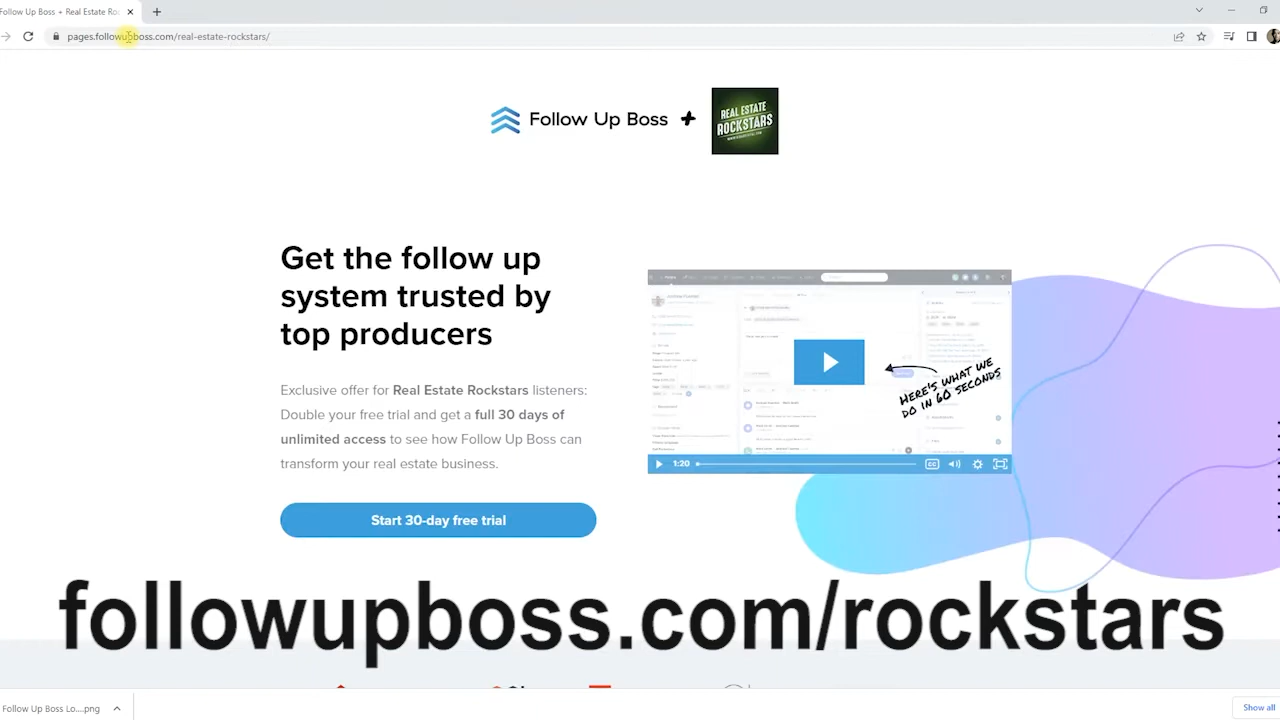 Follow Up Boss + Real Estate Ro
pages.followupboss.com/real-estate-rockstars/
Follow Up Boss +
REAL ESTATE
ROCKSTARS
Get the follow up
system trusted by
top producers
Exclusive offer for Real Estate Rockstars listeners:
Double your free trial and get a full 30 days of
unlimited access to see how Follow Up Boss can
transform your real estate business.
Start 30-day free trial
HERE'S WHAT WE
DO IN 60 SECONDS
1:20
CC
followupboss.com/rockstars
Follow Up Boss Lo....png
Show all